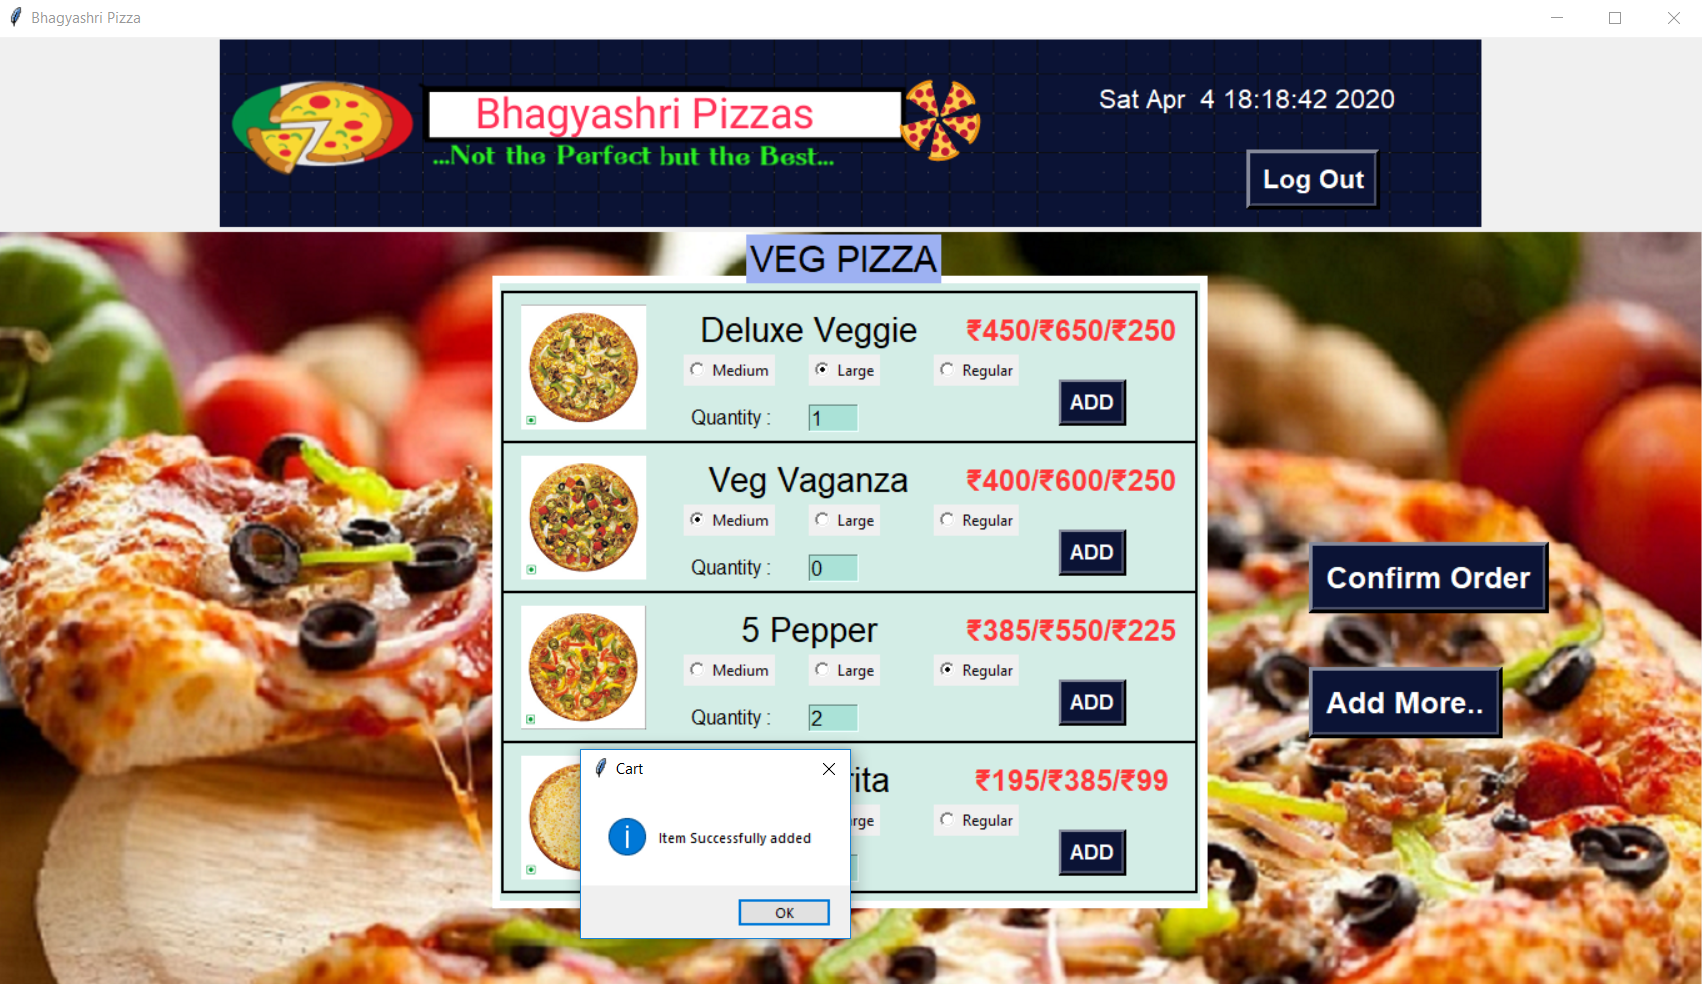 Bhagyashri Pizza
Bhagyashri Pizzas
...Not the Perfect but the Best...
Sat Apr  4 18:18:42 2020
Log Out
VEG PIZZA
Deluxe Veggie ₹450/₹650/₹250
Medium Large Regular
ADD
Quantity : 1
Veg Vaganza ₹400/₹600/₹250
Medium Large Regular
ADD
Quantity : 0
5 Pepper ₹385/₹550/₹225
Medium Large Regular
ADD
Quantity : 2
₹195/₹385/₹99
Regular
ADD
Cart
Item Successfully added
OK
Confirm Order
Add More..